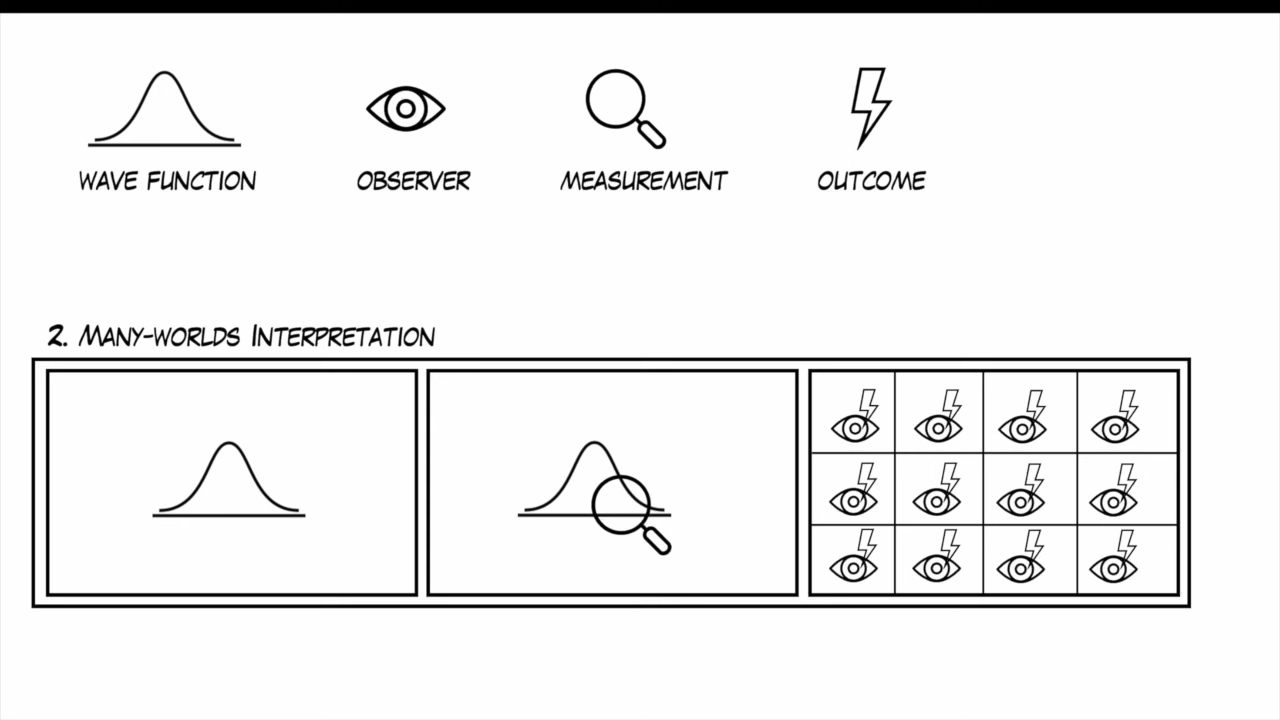 WAVE FUNCTION
OBSERVER
MEASUREMENT
OUTCOME
2. MANY-WORLDS INTERPRETATION